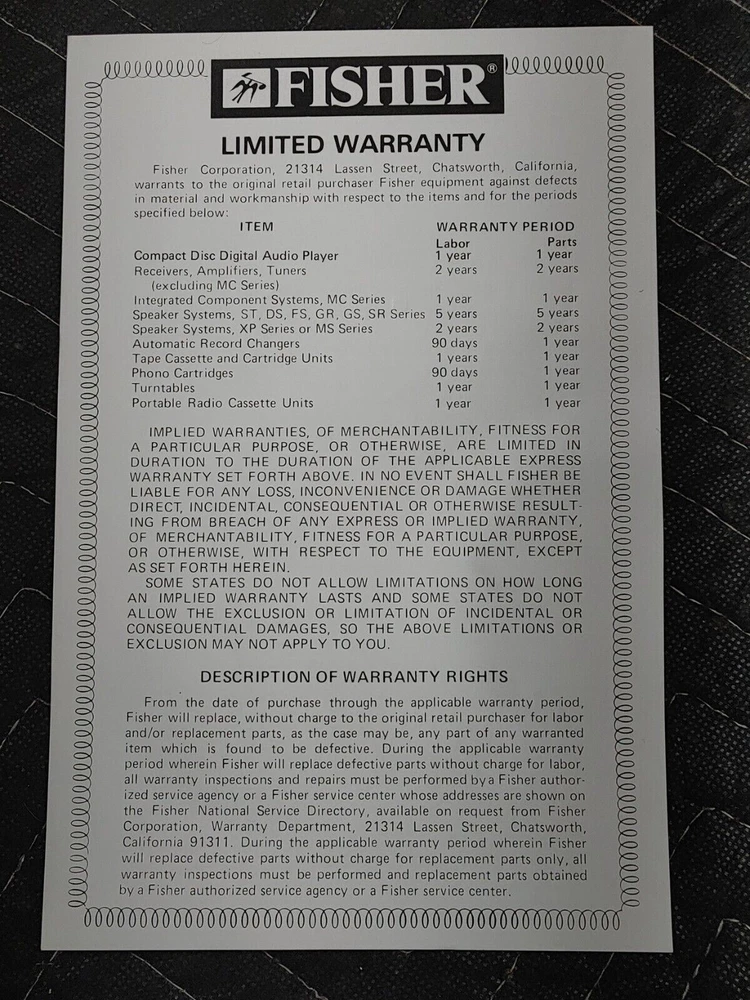 FISHER®
LIMITED WARRANTY
Fisher Corporation, 21314 Lassen Street, Chatsworth, California,
warrants to the original retail purchaser Fisher equipment against defects
in material and workmanship with respect to the items and for the periods
specified below:
ITEM WARRANTY PERIOD
Labor Parts
Compact Disc Digital Audio Player 1 year 1 year
Receivers, Amplifiers, Tuners 2 years 2 years
(excluding MC Series)
Integrated Component Systems, MC Series 1 year 1 year
Speaker Systems, ST, DS, FS, GR, GS, SR Series 5 years 5 years
Speaker Systems, XP Series or MS Series 2 years 2 years
Automatic Record Changers 90 days 1 year
Tape Cassette and Cartridge Units 1 years 1 year
Phono Cartridges 90 days 1 year
Turntables 1 year 1 year
Portable Radio Cassette Units 1 year 1 year
IMPLIED WARRANTIES, OF MERCHANTABILITY, FITNESS FOR
A PARTICULAR PURPOSE, OR OTHERWISE, ARE LIMITED IN
DURATION TO THE DURATION OF THE APPLICABLE EXPRESS
WARRANTY SET FORTH ABOVE. IN NO EVENT SHALL FISHER BE
LIABLE FOR ANY LOSS, INCONVENIENCE OR DAMAGE WHETHER
DIRECT, INCIDENTAL, CONSEQUENTIAL OR OTHERWISE RESULT-
ING FROM BREACH OF ANY EXPRESS OR IMPLIED WARRANTY,
OF MERCHANTABILITY, FITNESS FOR A PARTICULAR PURPOSE,
OR OTHERWISE, WITH RESPECT TO THE EQUIPMENT, EXCEPT
AS SET FORTH HEREIN.
SOME STATES DO NOT ALLOW LIMITATIONS ON HOW LONG
AN IMPLIED WARRANTY LASTS AND SOME STATES DO NOT
ALLOW THE EXCLUSION OR LIMITATION OF INCIDENTAL OR
CONSEQUENTIAL DAMAGES, SO THE ABOVE LIMITATIONS OR
EXCLUSION MAY NOT APPLY TO YOU.
DESCRIPTION OF WARRANTY RIGHTS
From the date of purchase through the applicable warranty period,
Fisher will replace, without charge to the original retail purchaser for labor
and/or replacement parts, as the case may be, any part of any warranted
item which is found to be defective. During the applicable warranty
period wherein Fisher will replace defective parts without charge for labor,
all warranty inspections and repairs must be performed by a Fisher author-
ized service agency or a Fisher service center whose addresses are shown on
the Fisher National Service Directory, available on request from Fisher
Corporation, Warranty Department, 21314 Lassen Street, Chatsworth,
California 91311. During the applicable warranty period wherein Fisher
will replace defective parts without charge for replacement parts only, all
warranty inspections must be performed and replacement parts obtained
by a Fisher authorized service agency or a Fisher service center.